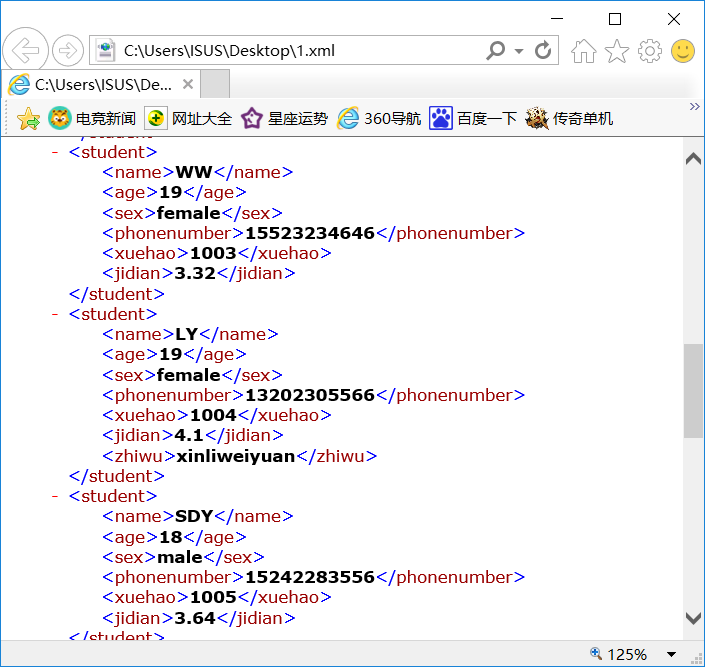 C:\Users\ISUS\Desktop\1.xml
C:\Users\ISUS\De...
电竞新闻 网址大全 星座运势 360导航 百度一下 传奇单机
- <student>
<name>WW</name>
<age>19</age>
<sex>female</sex>
<phonenumber>15523234646</phonenumber>
<xuehao>1003</xuehao>
<jidian>3.32</jidian>
</student>
- <student>
<name>LY</name>
<age>19</age>
<sex>female</sex>
<phonenumber>13202305566</phonenumber>
<xuehao>1004</xuehao>
<jidian>4.1</jidian>
<zhiwu>xinliweiyuan</zhiwu>
</student>
- <student>
<name>SDY</name>
<age>18</age>
<sex>male</sex>
<phonenumber>15242283556</phonenumber>
<xuehao>1005</xuehao>
<jidian>3.64</jidian>
</student>
125%